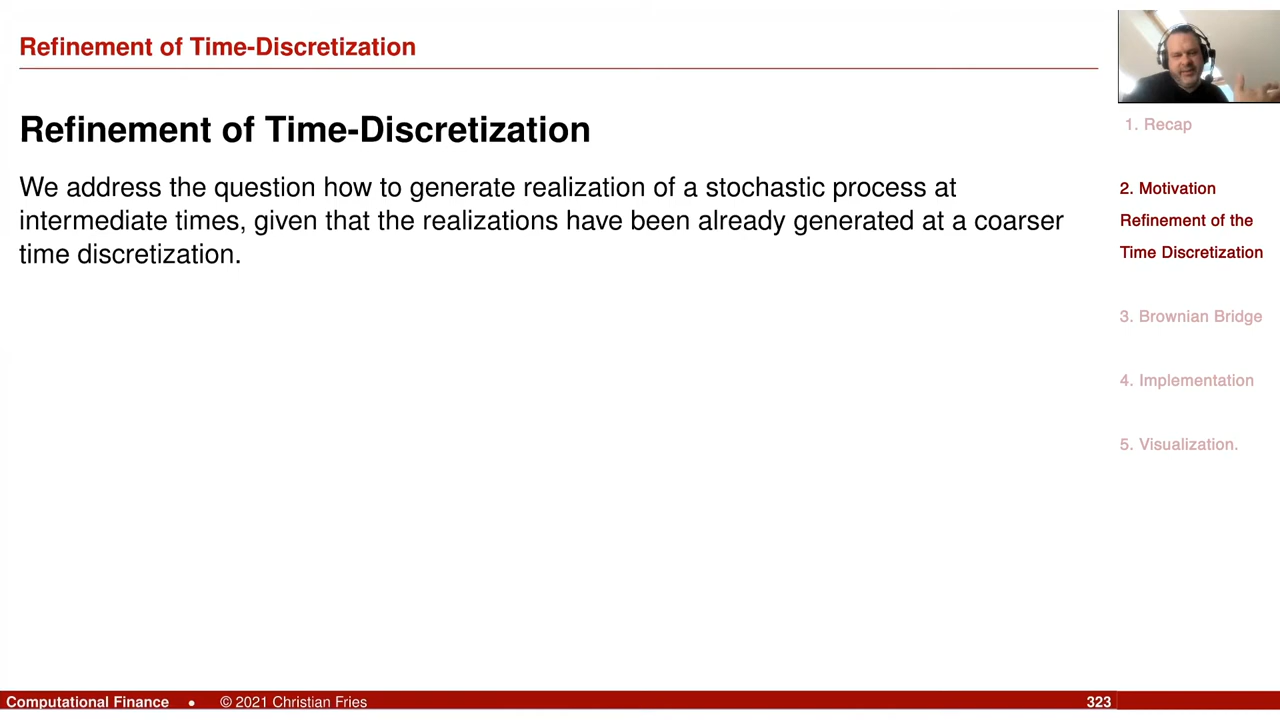 Refinement of Time-Discretization
Refinement of Time-Discretization
We address the question how to generate realization of a stochastic process at
intermediate times, given that the realizations have been already generated at a coarser
time discretization.
1. Recap
2. Motivation
Refinement of the
Time Discretization
3. Brownian Bridge
4. Implementation
5. Visualization.
Computational Finance • © 2021 Christian Fries 323